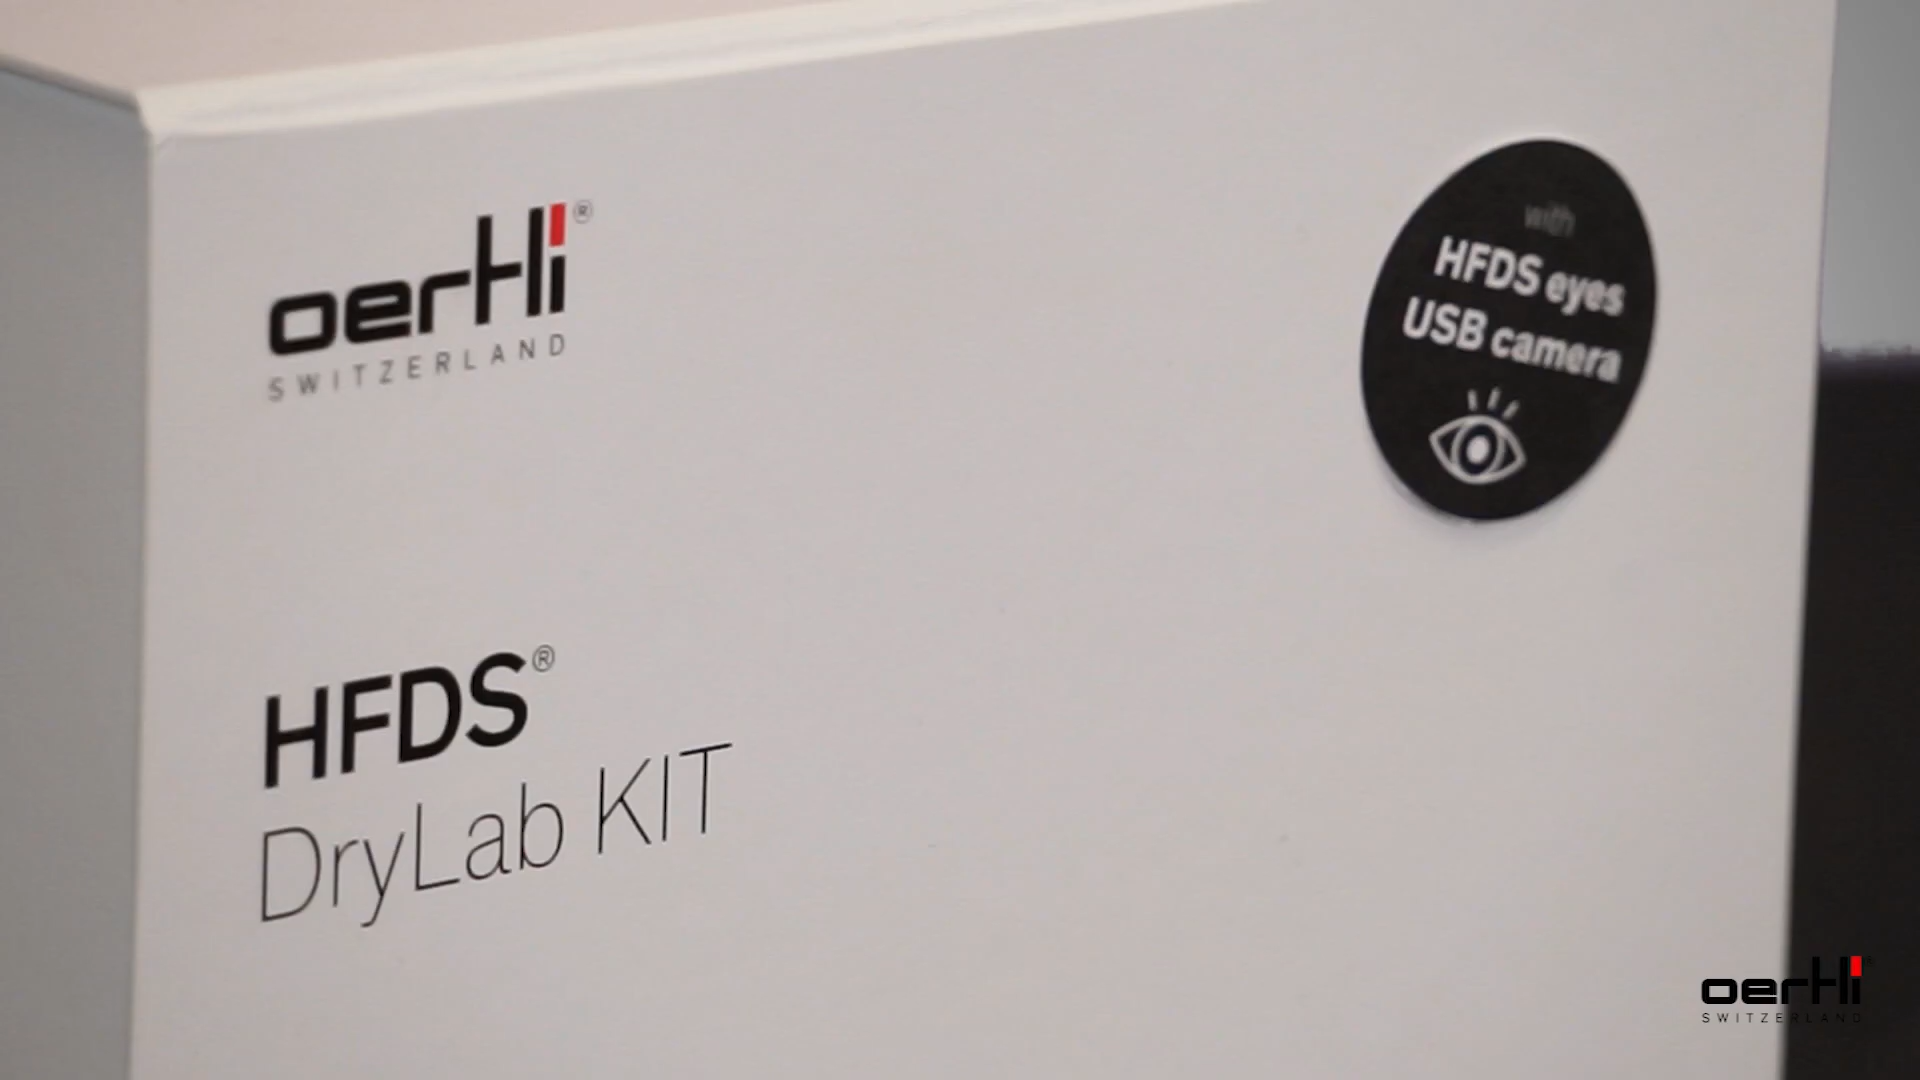 oertli®
SWITZERLAND
with
HFDS eyes
USB camera
HFDS®
DryLab KIT
oertli®
SWITZERLAND